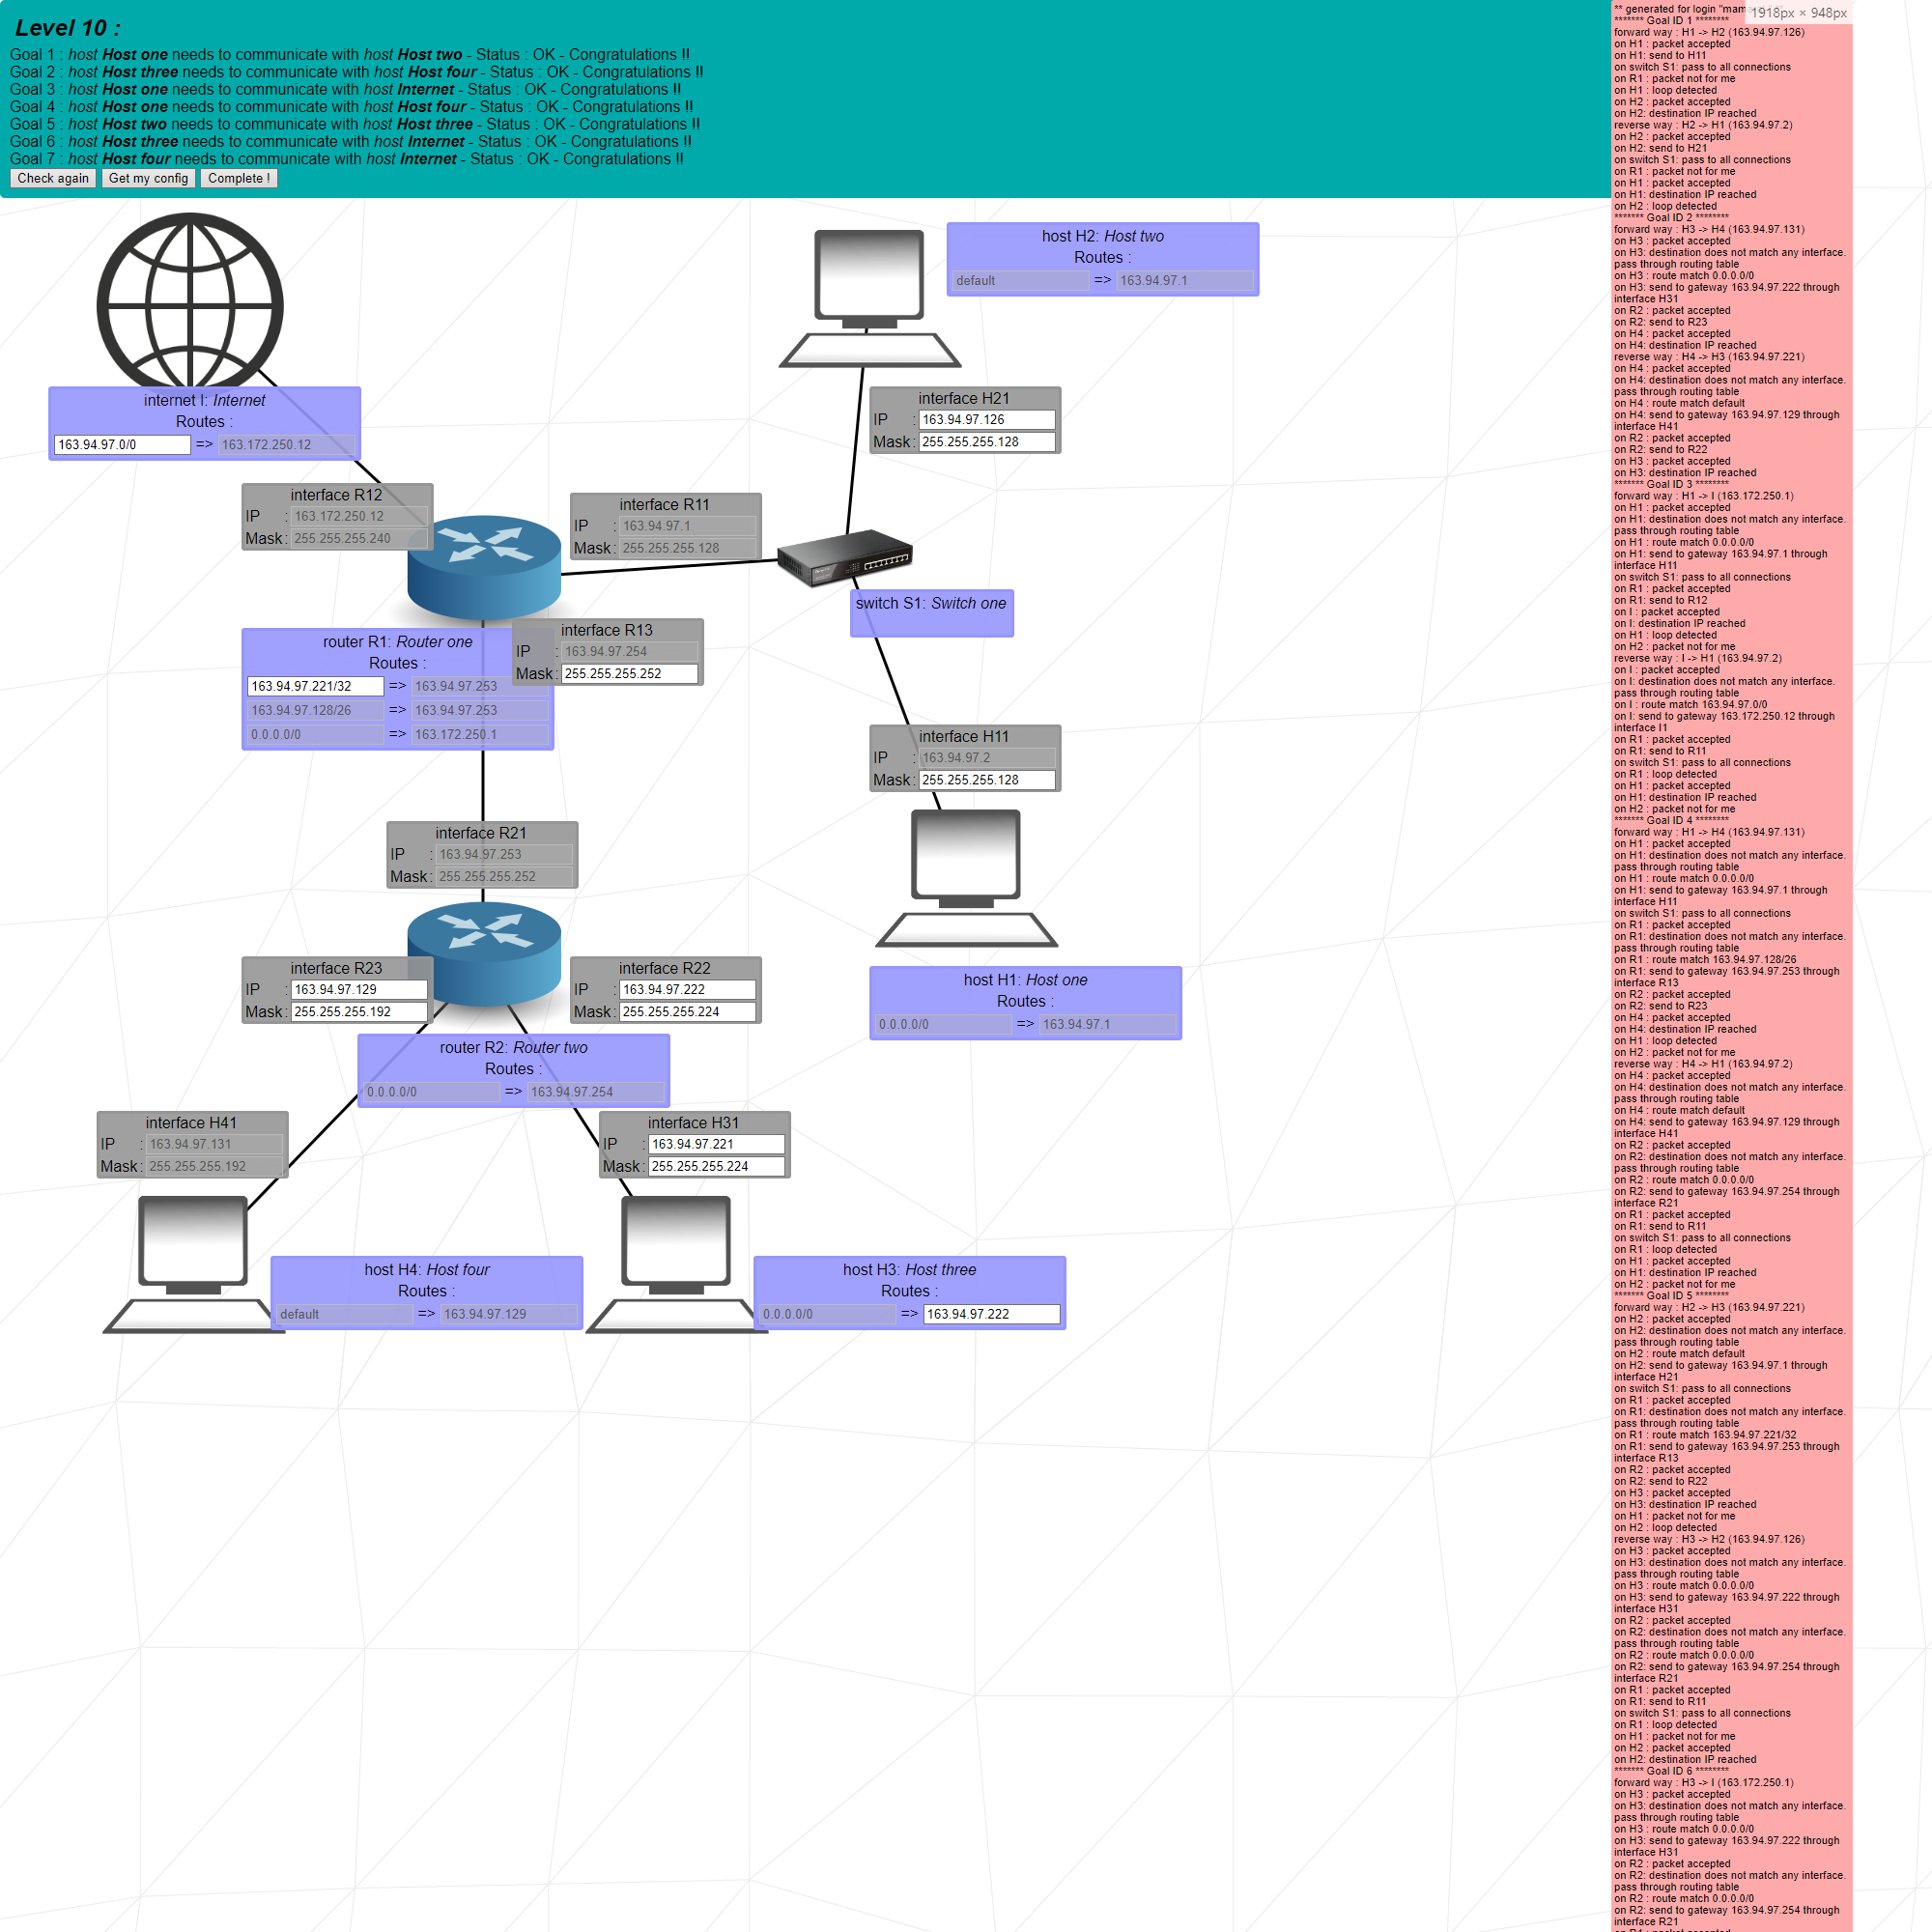 Level 10 :
Goal 1 : host Host one needs to communicate with host Host two - Status : OK - Congratulations !!
Goal 2 : host Host three needs to communicate with host Host four - Status : OK - Congratulations !!
Goal 3 : host Host one needs to communicate with host Internet - Status : OK - Congratulations !!
Goal 4 : host Host one needs to communicate with host Host four - Status : OK - Congratulations !!
Goal 5 : host Host two needs to communicate with host Host three - Status : OK - Congratulations !!
Goal 6 : host Host three needs to communicate with host Internet - Status : OK - Congratulations !!
Goal 7 : host Host four needs to communicate with host Internet - Status : OK - Congratulations !!
Check again Get my config Complete !
host H2: Host two
Routes :
default => 163.94.97.1
internet I: Internet
Routes :
163.94.97.0/0 => 163.172.250.12
interface H21
IP : 163.94.97.126
Mask : 255.255.255.128
interface R12
IP : 163.172.250.12
Mask : 255.255.255.240
interface R11
IP : 163.94.97.1
Mask : 255.255.255.128
switch S1: Switch one
router R1: Router one
Routes :
163.94.97.221/32 => 163.94.97.253
163.94.97.128/26 => 163.94.97.253
0.0.0.0/0 => 163.172.250.1
interface R13
IP : 163.94.97.254
Mask : 255.255.255.252
interface H11
IP : 163.94.97.2
Mask : 255.255.255.128
interface R21
IP : 163.94.97.253
Mask : 255.255.255.252
interface R23
IP : 163.94.97.129
Mask : 255.255.255.192
interface R22
IP : 163.94.97.222
Mask : 255.255.255.224
host H1: Host one
Routes :
0.0.0.0/0 => 163.94.97.1
router R2: Router two
Routes :
0.0.0.0/0 => 163.94.97.254
interface H41
IP : 163.94.97.131
Mask : 255.255.255.192
interface H31
IP : 163.94.97.221
Mask : 255.255.255.224
host H4: Host four
Routes :
default => 163.94.97.129
host H3: Host three
Routes :
0.0.0.0/0 => 163.94.97.222
1918px × 948px
** generated for login
******* Goal ID 1 ********
forward way : H1 -> H2 (163.94.97.126)
on H1 : packet accepted
on H1: send to H11
on switch S1: pass to all connections
on R1 : packet not for me
on H1 : loop detected
on H2 : packet accepted
on H2: destination IP reached
reverse way : H2 -> H1 (163.94.97.2)
on H2 : packet accepted
on H2: send to H21
on switch S1: pass to all connections
on R1 : packet not for me
on H1 : packet accepted
on H1: destination IP reached
on H2 : loop detected
******* Goal ID 2 ********
forward way : H3 -> H4 (163.94.97.131)
on H3 : packet accepted
on H3: destination does not match any interface.
pass through routing table
on H3 : route match 0.0.0.0/0
on H3: send to gateway 163.94.97.222 through
interface H31
on R2 : packet accepted
on R2: send to R23
on H4 : packet accepted
on H4: destination IP reached
reverse way : H4 -> H3 (163.94.97.221)
on H4 : packet accepted
on H4: destination does not match any interface.
pass through routing table
on H4 : route match default
on H4: send to gateway 163.94.97.129 through
interface H41
on R2 : packet accepted
on R2: send to R22
on H3 : packet accepted
on H3: destination IP reached
******* Goal ID 3 ********
forward way : H1 -> I (163.172.250.1)
on H1 : packet accepted
on H1: destination does not match any interface.
pass through routing table
on H1 : route match 0.0.0.0/0
on H1: send to gateway 163.94.97.1 through
interface H11
on switch S1: pass to all connections
on R1 : packet accepted
on R1: send to R12
on I : packet accepted
on I: destination IP reached
on H1 : loop detected
on H2 : packet not for me
reverse way : I -> H1 (163.94.97.2)
on I : packet accepted
on I: destination does not match any interface.
pass through routing table
on I : route match 163.94.97.0/0
on I: send to gateway 163.172.250.12 through
interface I1
on R1 : packet accepted
on R1: send to R11
on switch S1: pass to all connections
on R1 : loop detected
on H1 : packet accepted
on H1: destination IP reached
on H2 : packet not for me
******* Goal ID 4 ********
forward way : H1 -> H4 (163.94.97.131)
on H1 : packet accepted
on H1: destination does not match any interface.
pass through routing table
on H1 : route match 0.0.0.0/0
on H1: send to gateway 163.94.97.1 through
interface H11
on switch S1: pass to all connections
on R1 : packet accepted
on R1: destination does not match any interface.
pass through routing table
on R1 : route match 163.94.97.128/26
on R1: send to gateway 163.94.97.253 through
interface R13
on R2 : packet accepted
on R2: send to R23
on H4 : packet accepted
on H4: destination IP reached
on H1 : loop detected
on H2 : packet not for me
reverse way : H4 -> H1 (163.94.97.2)
on H4 : packet accepted
on H4: destination does not match any interface.
pass through routing table
on H4 : route match default
on H4: send to gateway 163.94.97.129 through
interface H41
on R2 : packet accepted
on R2: destination does not match any interface.
pass through routing table
on R2 : route match 0.0.0.0/0
on R2: send to gateway 163.94.97.254 through
interface R21
on R1 : packet accepted
on R1: send to R11
on switch S1: pass to all connections
on R1 : loop detected
on H1 : packet accepted
on H1: destination IP reached
on H2 : packet not for me
******* Goal ID 5 ********
forward way : H2 -> H3 (163.94.97.221)
on H2 : packet accepted
on H2: destination does not match any interface.
pass through routing table
on H2 : route match default
on H2: send to gateway 163.94.97.1 through
interface H21
on switch S1: pass to all connections
on R1 : packet accepted
on R1: destination does not match any interface.
pass through routing table
on R1 : route match 163.94.97.221/32
on R1: send to gateway 163.94.97.253 through
interface R13
on R2 : packet accepted
on R2: send to R22
on H3 : packet accepted
on H3: destination IP reached
on H1 : packet not for me
on H2 : loop detected
reverse way : H3 -> H2 (163.94.97.126)
on H3 : packet accepted
on H3: destination does not match any interface.
pass through routing table
on H3 : route match 0.0.0.0/0
on H3: send to gateway 163.94.97.222 through
interface H31
on R2 : packet accepted
on R2: destination does not match any interface.
pass through routing table
on R2 : route match 0.0.0.0/0
on R2: send to gateway 163.94.97.254 through
interface R21
on R1 : packet accepted
on R1: send to R11
on switch S1: pass to all connections
on R1 : loop detected
on H1 : packet not for me
on H2 : packet accepted
on H2: destination IP reached
******* Goal ID 6 ********
forward way : H3 -> I (163.172.250.1)
on H3 : packet accepted
on H3: destination does not match any interface.
pass through routing table
on H3 : route match 0.0.0.0/0
on H3: send to gateway 163.94.97.222 through
interface H31
on R2 : packet accepted
on R2: destination does not match any interface.
pass through routing table
on R2 : route match 0.0.0.0/0
on R2: send to gateway 163.94.97.254 through
interface R21